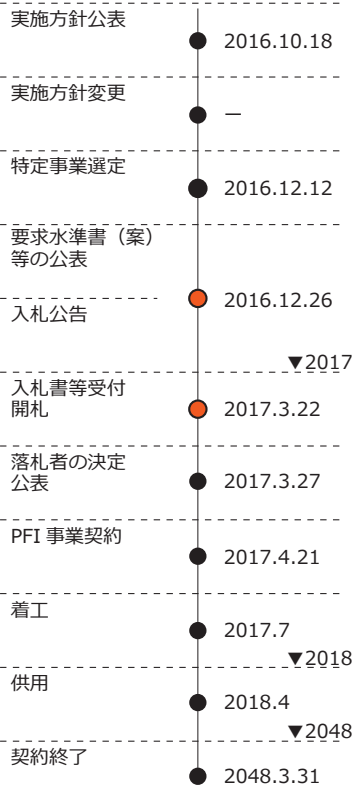 実施方針公表
2016.10.18
実施方針変更
—
特定事業選定
2016.12.12
要求水準書（案）
等の公表
2016.12.26
入札公告
▼2017
入札書等受付
開札
2017.3.22
落札者の決定
公表
2017.3.27
PFI 事業契約
2017.4.21
着工
2017.7
▼2018
供用
2018.4
▼2048
契約終了
2048.3.31